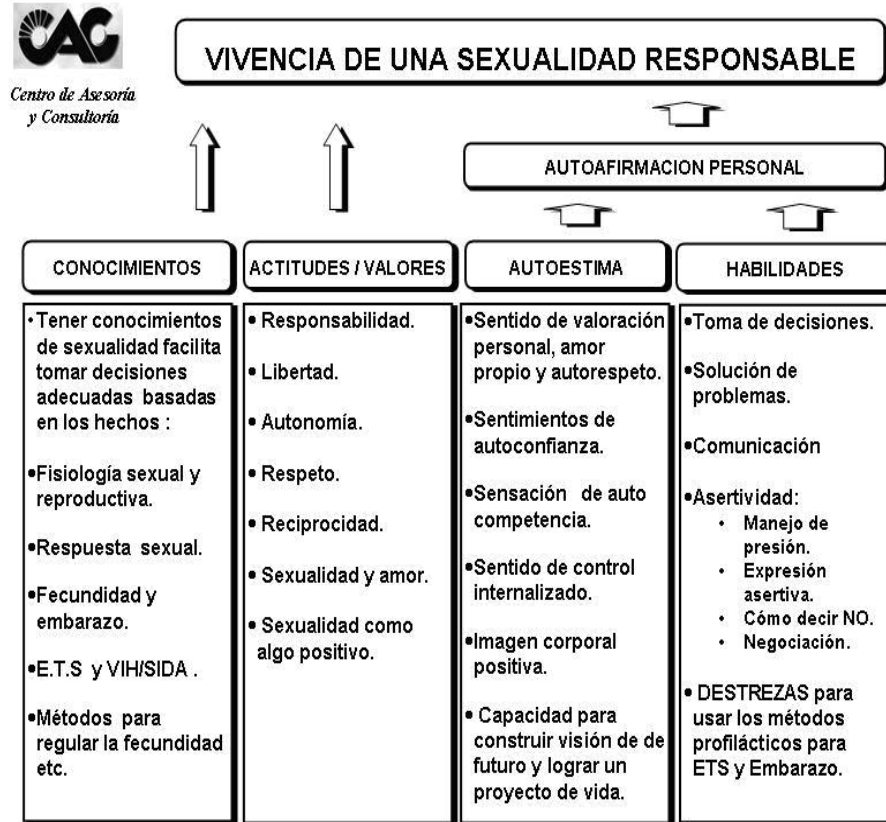 CAC
Centro de Asesoría
y Consultoría
VIVENCIA DE UNA SEXUALIDAD RESPONSABLE
AUTOAFIRMACION PERSONAL
CONOCIMIENTOS
• Tener conocimientos
de sexualidad facilita
tomar decisiones
adecuadas basadas
en los hechos :
•Fisiología sexual y
reproductiva.
•Respuesta sexual.
•Fecundidad y
embarazo.
•E.T.S y VIH/SIDA .
•Métodos para
regular la fecundidad
etc.
ACTITUDES / VALORES
• Responsabilidad.
• Libertad.
• Autonomía.
• Respeto.
• Reciprocidad.
• Sexualidad y amor.
• Sexualidad como
algo positivo.
AUTOESTIMA
•Sentido de valoración
personal, amor
propio y autorespeto.
•Sentimientos de
autoconfianza.
•Sensación de auto
competencia.
•Sentido de control
internalizado.
•Imagen corporal
positiva.
• Capacidad para
construir visión de de
futuro y lograr un
proyecto de vida.
HABILIDADES
•Toma de decisiones.
•Solución de
problemas.
•Comunicación
•Asertividad:
• Manejo de
presión.
• Expresión
asertiva.
• Cómo decir NO.
• Negociación.
• DESTREZAS para
usar los métodos
profilácticos para
ETS y Embarazo.